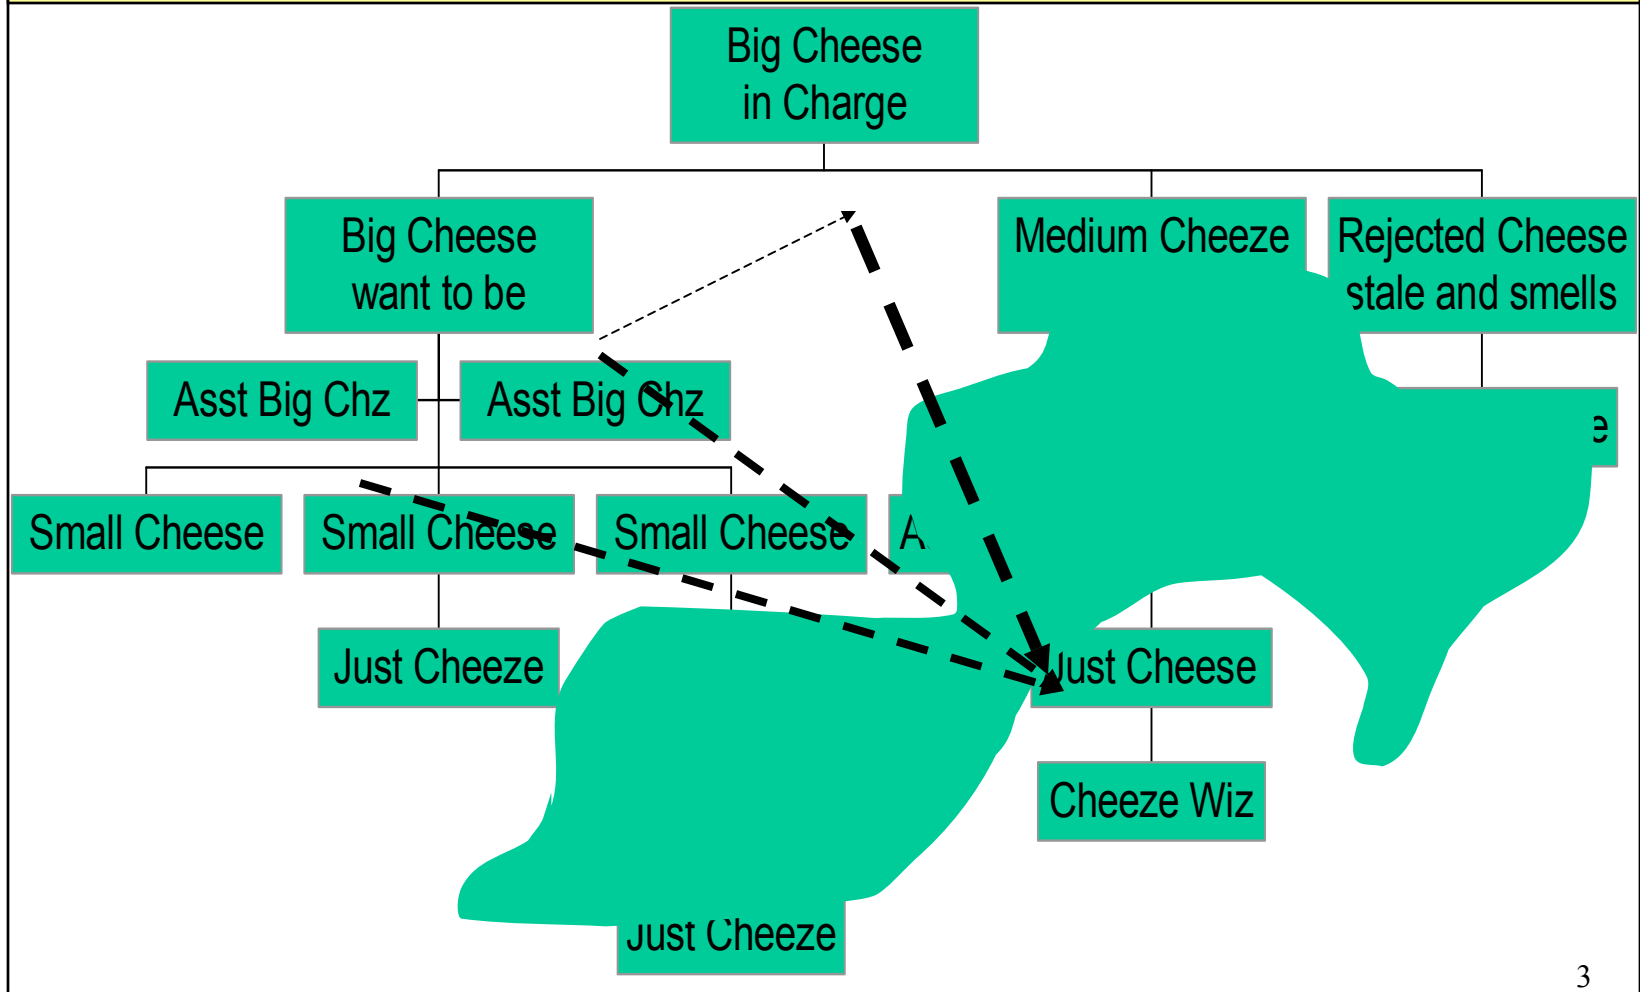 Big Cheese
in Charge
Big Cheese
want to be
Medium Cheeze
Rejected Cheese
stale and smells
Asst Big Chz
Asst Big Chz
Small Cheese
Small Cheese
Small Cheese
Just Cheeze
Just Cheese
Cheeze Wiz
Just Cheeze
3